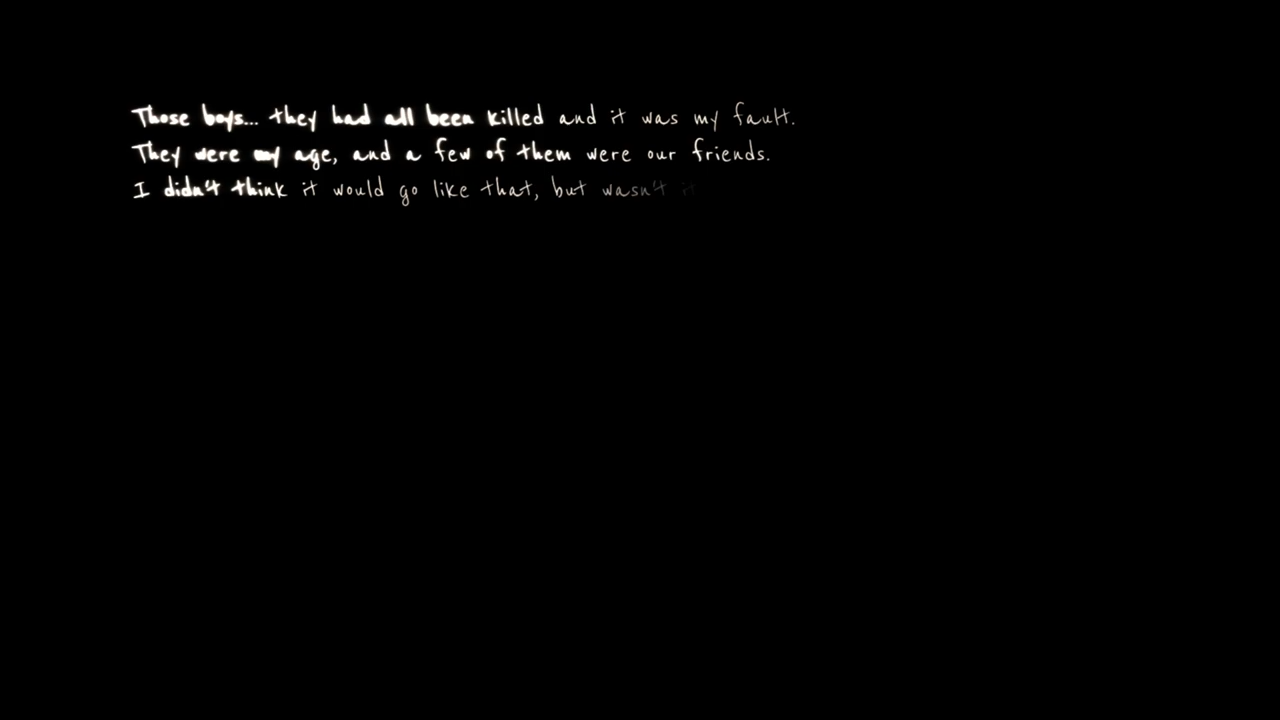 Those boys... they had all been killed and it was my fault.
They were my age, and a few of them were our friends.
I didn't think it would go like that, but wasn't it